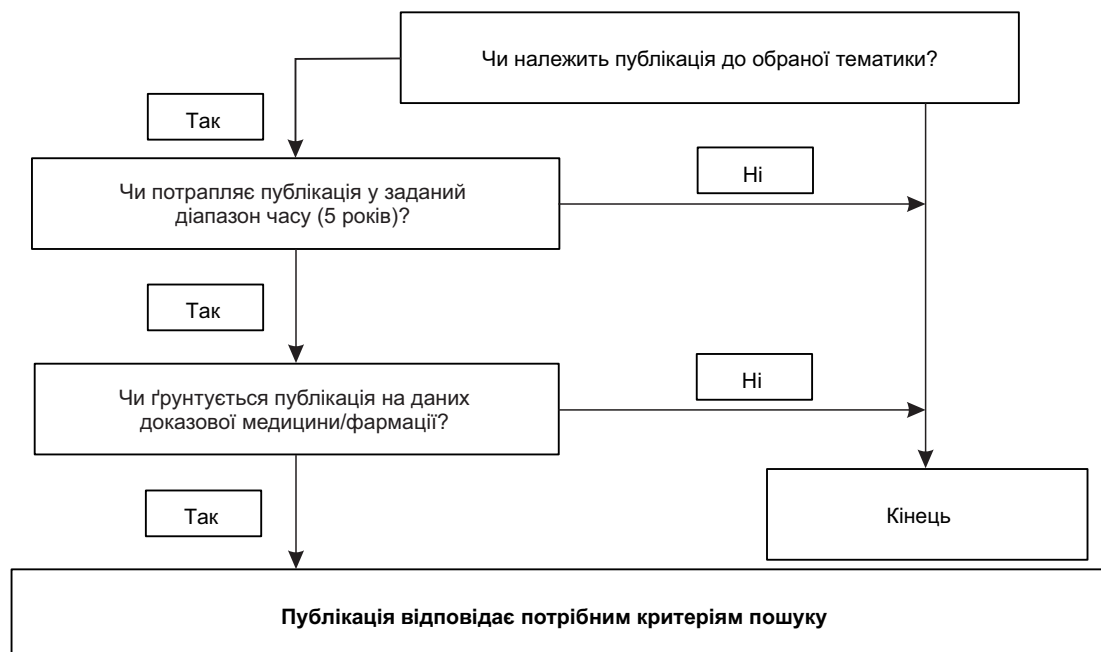 Чи належить публікація до обраної тематики?
Так
Чи потрапляє публікація у заданий
діапазон часу (5 років)?
Ні
Так
Чи ґрунтується публікація на даних
доказової медицини/фармації?
Ні
Так
Кінець
Публікація відповідає потрібним критеріям пошуку